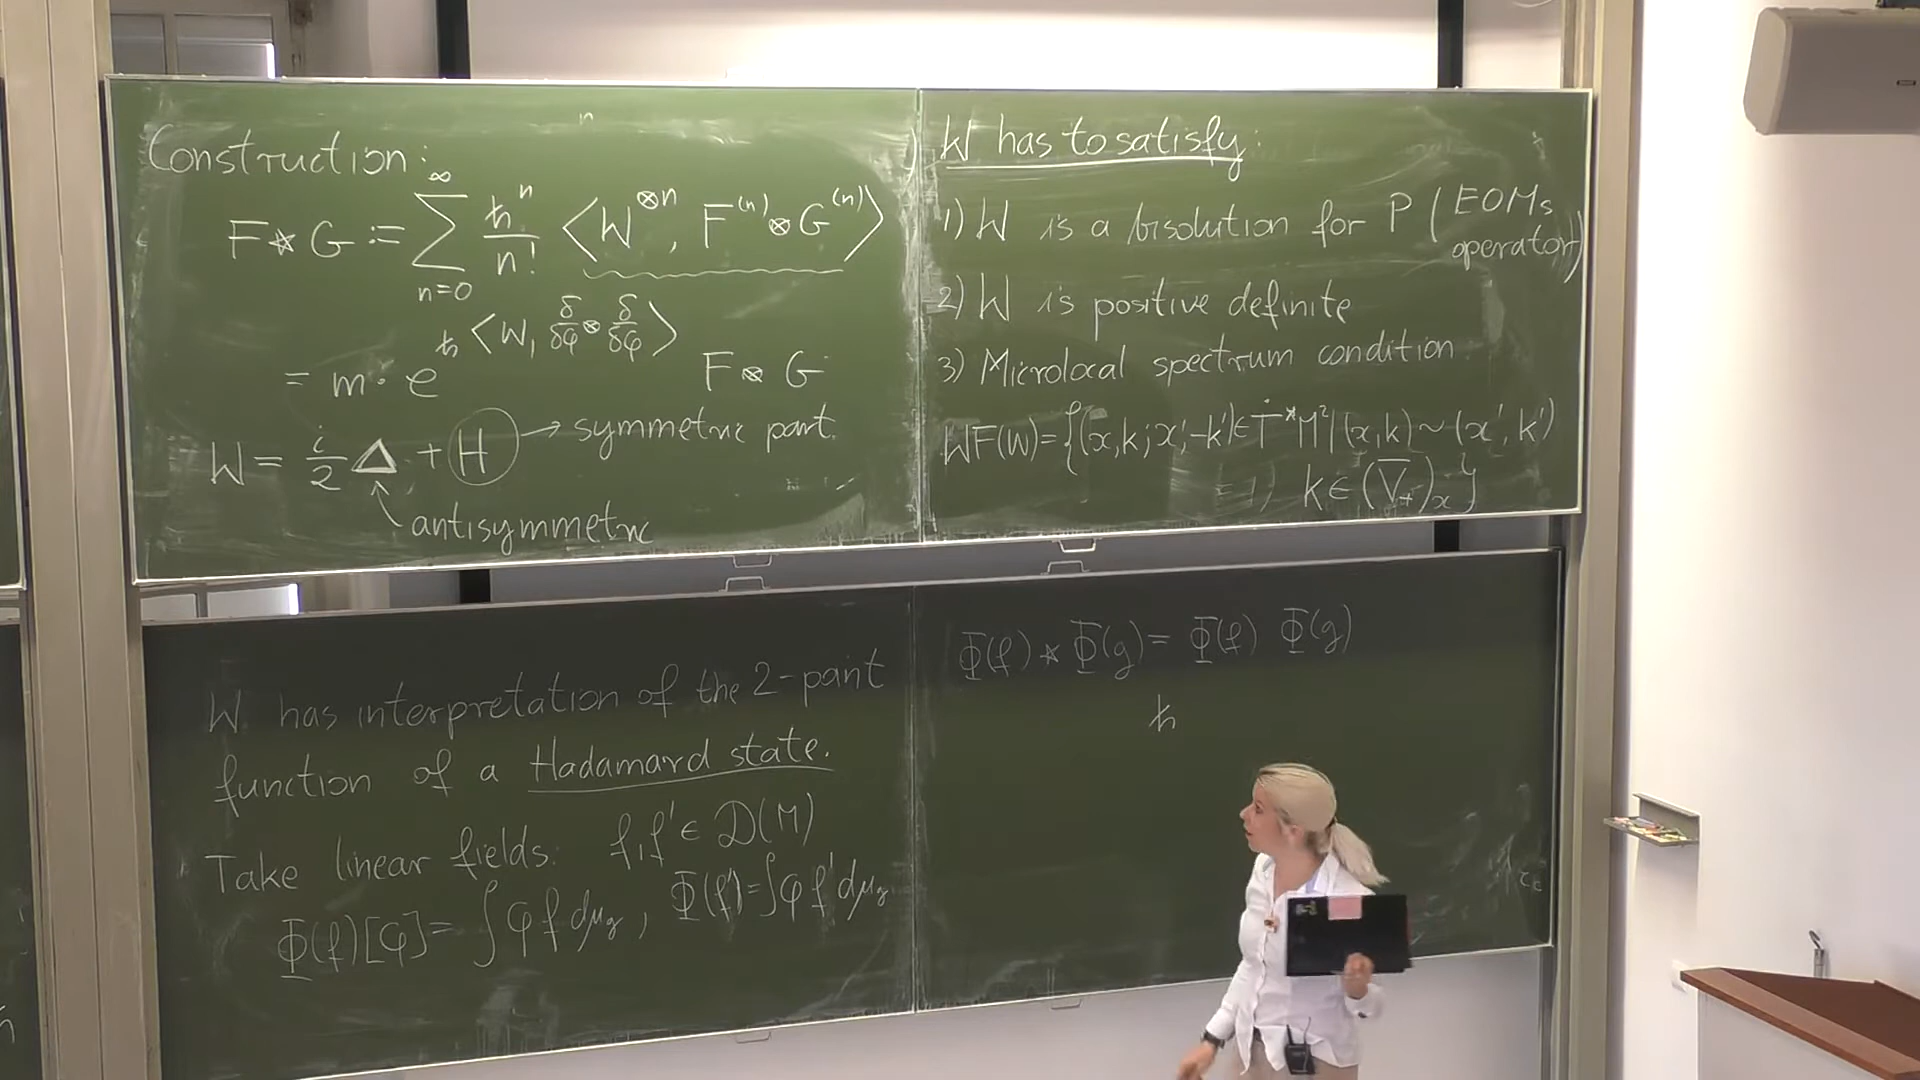 Construction:
F ⋆ G := ∑_{n=0}^{∞} ℏ^n / n! ⟨W^{⊗n}, F^{(n)} ⊗ G^{(n)}⟩
= m · e^{ℏ⟨W, δ/δφ ⊗ δ/δφ⟩} F ⊗ G
W = i/2 Δ + H → symmetric part.
antisymmetric
W has to satisfy:
1) W is a bisolution for P (EOMs operator)
2) W is positive definite
3) Microlocal spectrum condition
WF(W) = {(x,k;x',-k') ∈ Ṫ*M² | (x,k) ~ (x',k')
k ∈ (V̄₊)ₓ}
W has interpretation of the 2-point
function of a Hadamard state.
Take linear fields: f,f' ∈ D(M)
Φ(f)[φ] = ∫φ f dμ_g, Φ(f') = ∫φ f' dμ_g
Φ(f) ⋆ Φ(g) = Φ(f) Φ(g)
ℏ